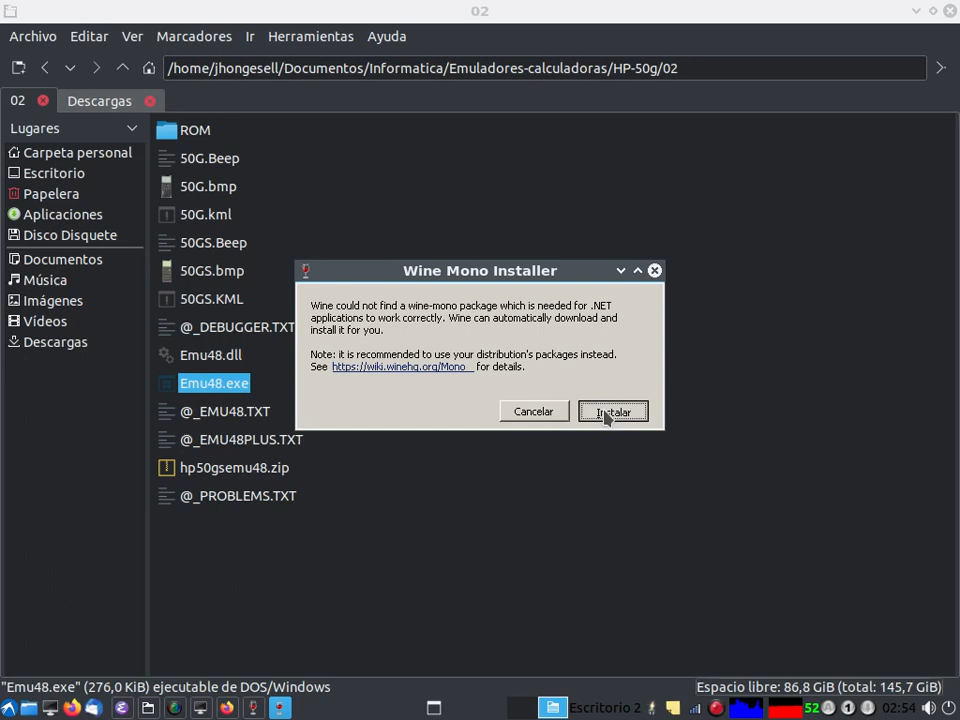 02
Archivo Editar Ver Marcadores Ir Herramientas Ayuda
/home/jhongesell/Documentos/Informatica/Emuladores-calculadoras/HP-50g/02
02 Descargas
Lugares
Carpeta personal
Escritorio
Papelera
Aplicaciones
Disco Disquete
Documentos
Música
Imágenes
Vídeos
Descargas
ROM
50G.Beep
50G.bmp
50G.kml
50GS.Beep
50GS.bmp
50GS.KML
@_DEBUGGER.TXT
Emu48.dll
Emu48.exe
@_EMU48.TXT
@_EMU48PLUS.TXT
hp50gsemu48.zip
@_PROBLEMS.TXT
Wine Mono Installer
Wine could not find a wine-mono package which is needed for .NET
applications to work correctly. Wine can automatically download and
install it for you.
Note: it is recommended to use your distribution's packages instead.
See https://wiki.winehq.org/Mono for details.
Cancelar Instalar
"Emu48.exe" (276,0 KiB) ejecutable de DOS/Windows
Espacio libre: 86,8 GiB (total: 145,7 GiB)
Escritorio 2 52 A 1 02:54